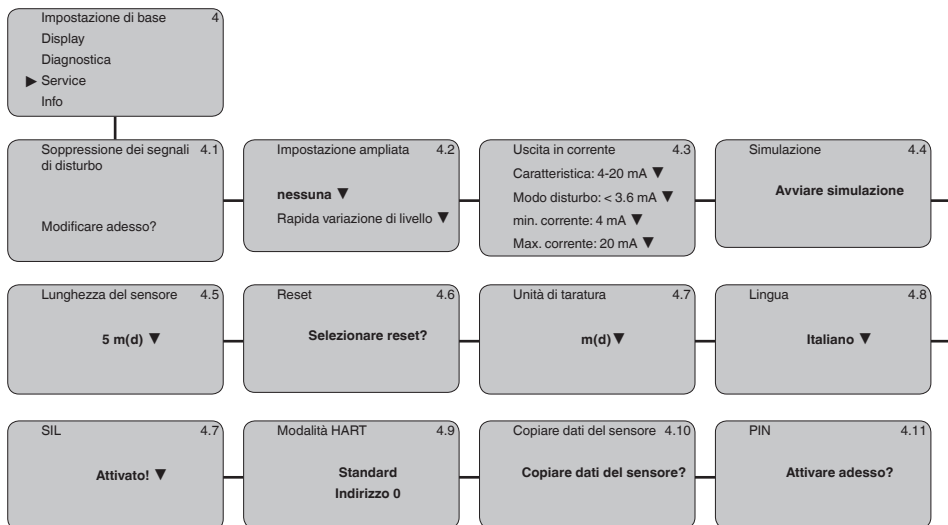 Impostazione di base 4
Display
Diagnostica
▶ Service
Info
Soppressione dei segnali 4.1
di disturbo
Modificare adesso?
Impostazione ampliata 4.2
nessuna ▼
Rapida variazione di livello ▼
Uscita in corrente 4.3
Caratteristica: 4-20 mA ▼
Modo disturbo: < 3.6 mA ▼
min. corrente: 4 mA ▼
Max. corrente: 20 mA ▼
Simulazione 4.4
Avviare simulazione
Lunghezza del sensore 4.5
5 m(d) ▼
Reset 4.6
Selezionare reset?
Unità di taratura 4.7
m(d) ▼
Lingua 4.8
Italiano ▼
SIL 4.7
Attivato! ▼
Modalità HART 4.9
Standard
Indirizzo 0
Copiare dati del sensore 4.10
Copiare dati del sensore?
PIN 4.11
Attivare adesso?